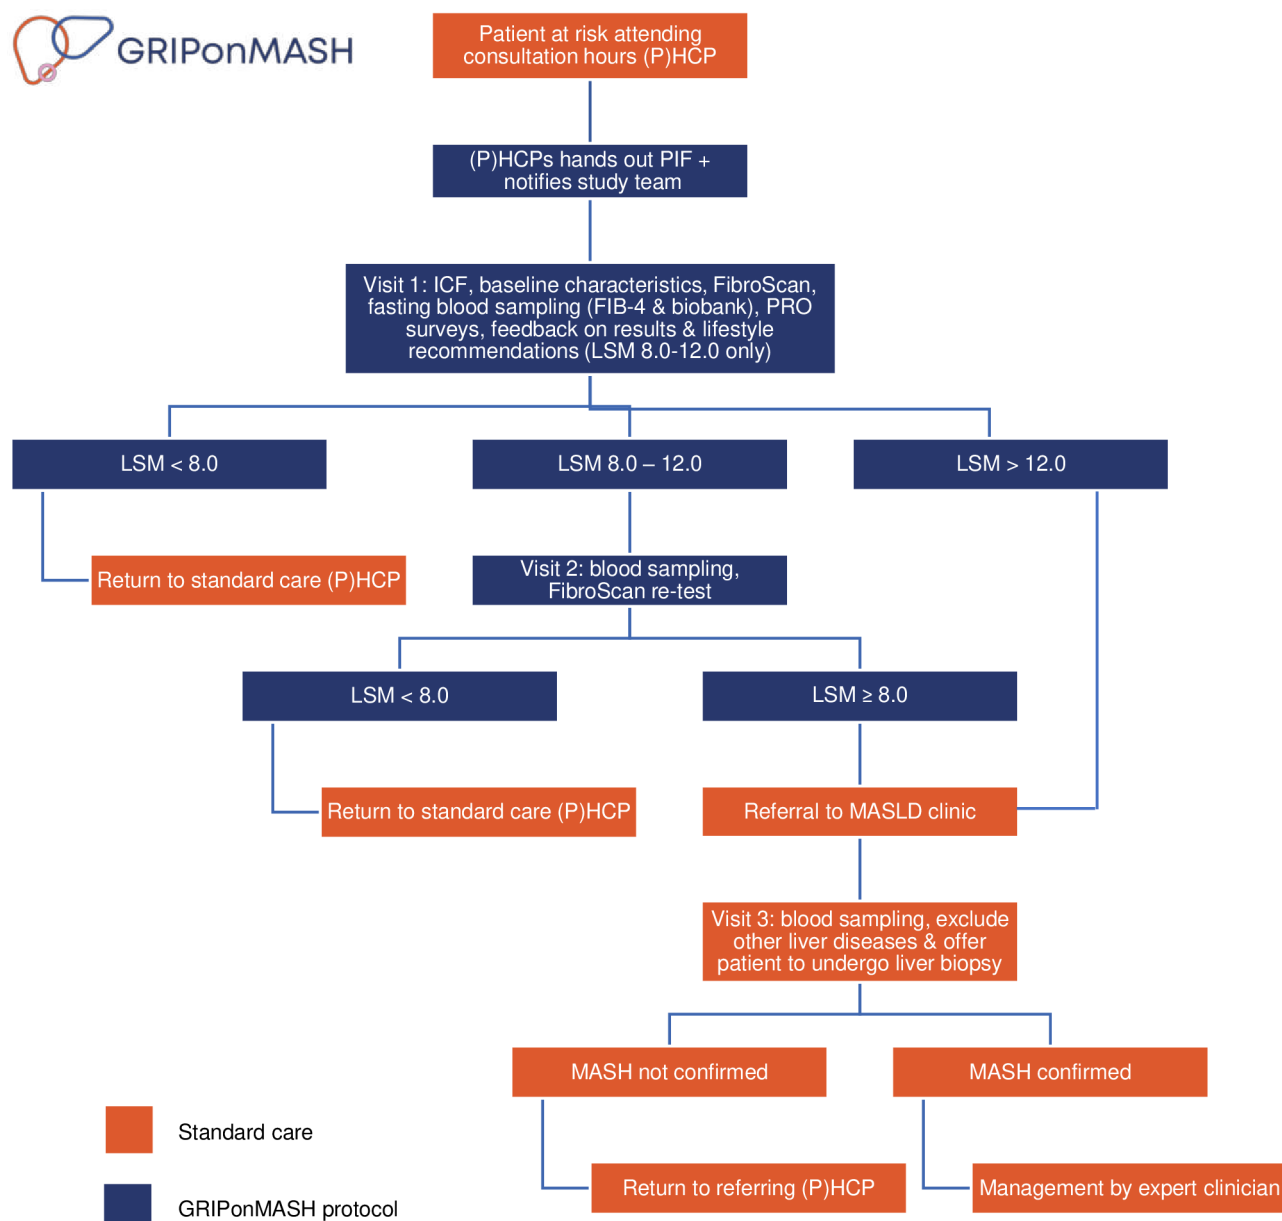 GRIPonMASH
Patient at risk attending
consultation hours (P)HCP
(P)HCPs hands out PIF +
notifies study team
Visit 1: ICF, baseline characteristics, FibroScan,
fasting blood sampling (FIB-4 & biobank), PRO
surveys, feedback on results & lifestyle
recommendations (LSM 8.0-12.0 only)
LSM < 8.0
LSM 8.0 – 12.0
LSM > 12.0
Return to standard care (P)HCP
Visit 2: blood sampling,
FibroScan re-test
LSM < 8.0
LSM ≥ 8.0
Return to standard care (P)HCP
Referral to MASLD clinic
Visit 3: blood sampling, exclude
other liver diseases & offer
patient to undergo liver biopsy
MASH not confirmed
MASH confirmed
Return to referring (P)HCP
Management by expert clinician
Standard care
GRIPonMASH protocol